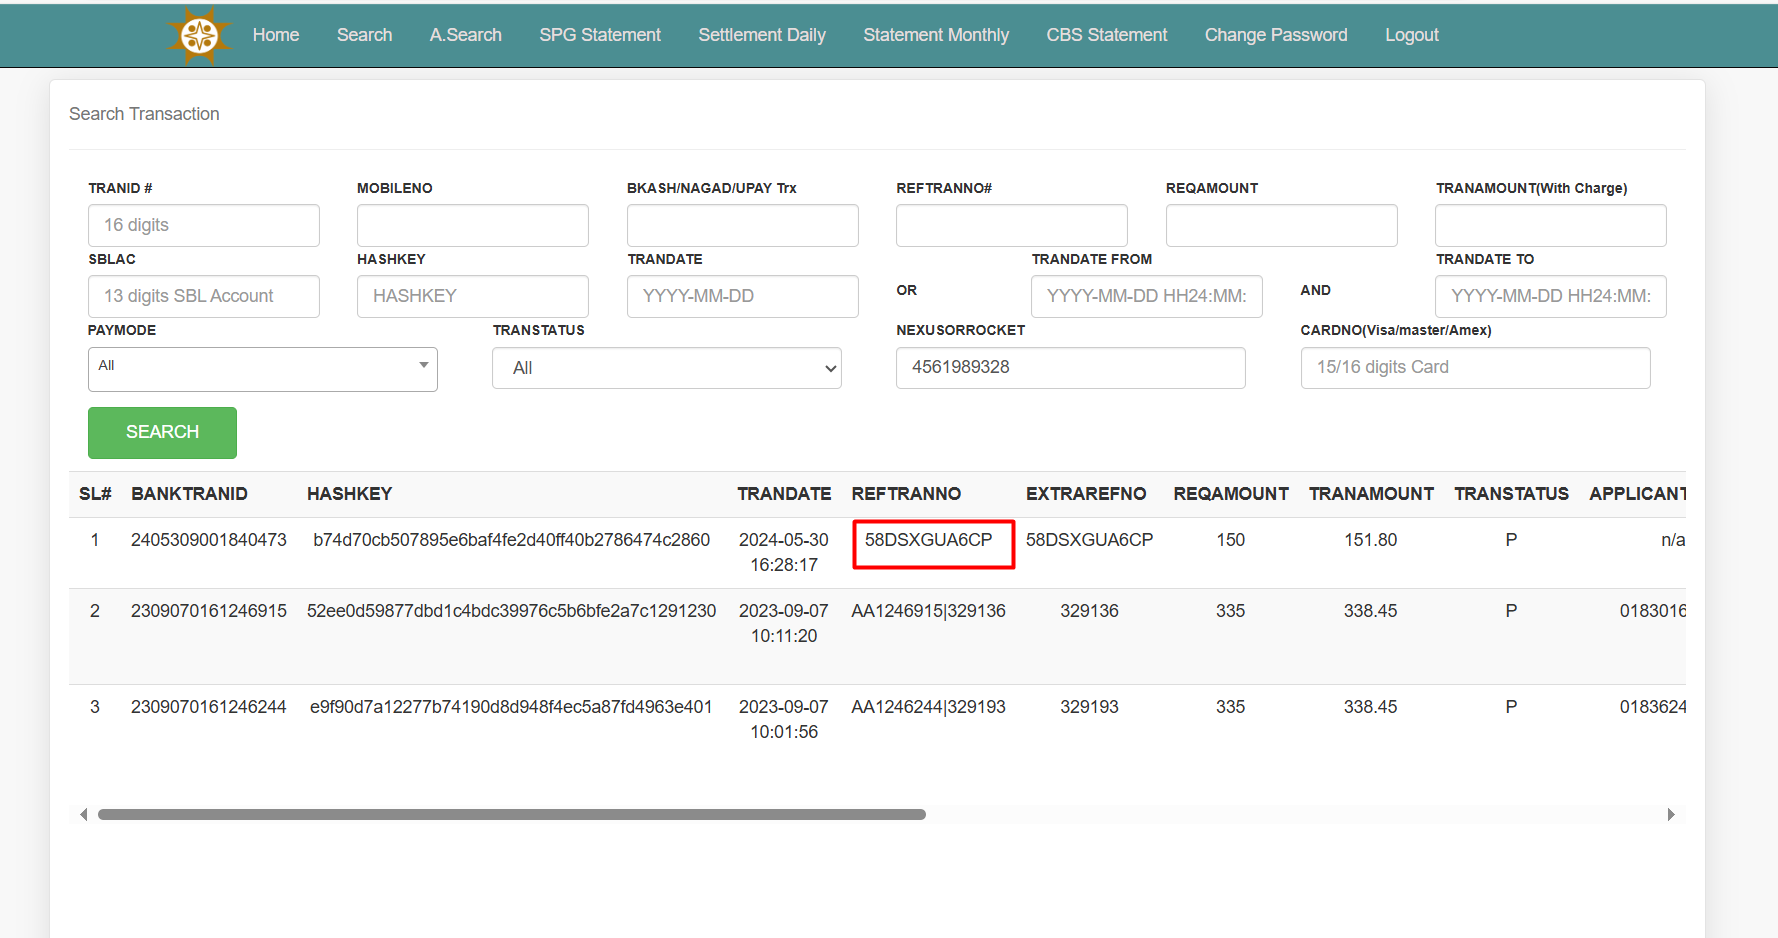 Home Search A.Search SPG Statement Settlement Daily Statement Monthly CBS Statement Change Password Logout
Search Transaction
TRANID # MOBILENO BKASH/NAGAD/UPAY Trx REFTRANNO# REQAMOUNT TRANAMOUNT(With Charge)
16 digits
SBLAC HASHKEY TRANDATE TRANDATE FROM TRANDATE TO
13 digits SBL Account HASHKEY YYYY-MM-DD OR YYYY-MM-DD HH24:MM: AND YYYY-MM-DD HH24:MM:
PAYMODE TRANSTATUS NEXUSORROCKET CARDNO(Visa/master/Amex)
All All 4561989328 15/16 digits Card
SEARCH
SL# BANKTRANID HASHKEY TRANDATE REFTRANNO EXTRAREFNO REQAMOUNT TRANAMOUNT TRANSTATUS APPLICANT
1 2405309001840473 b74d70cb507895e6baf4fe2d40ff40b2786474c2860 2024-05-30 58DSXGUA6CP 58DSXGUA6CP 150 151.80 P n/a
16:28:17
2 2309070161246915 52ee0d59877dbd1c4bdc39976c5b6bfe2a7c1291230 2023-09-07 AA1246915|329136 329136 335 338.45 P 0183016
10:11:20
3 2309070161246244 e9f90d7a12277b74190d8d948f4ec5a87fd4963e401 2023-09-07 AA1246244|329193 329193 335 338.45 P 0183624
10:01:56